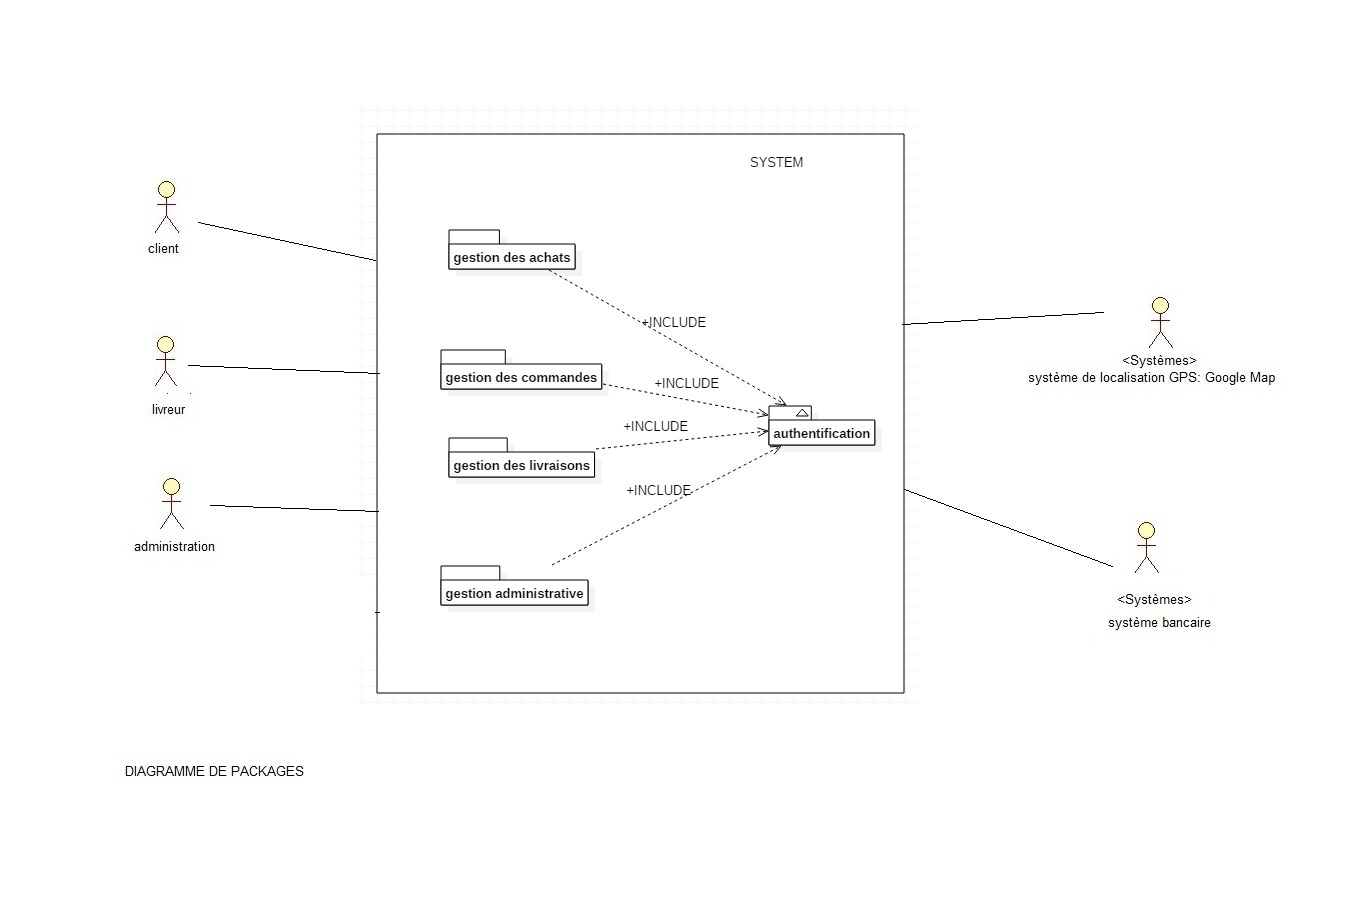 SYSTEM
client
gestion des achats
+INCLUDE
<Systèmes>
système de localisation GPS: Google Map
gestion des commandes
+INCLUDE
livreur
+INCLUDE
authentification
gestion des livraisons
+INCLUDE
administration
gestion administrative
<Systèmes>
système bancaire
DIAGRAMME DE PACKAGES